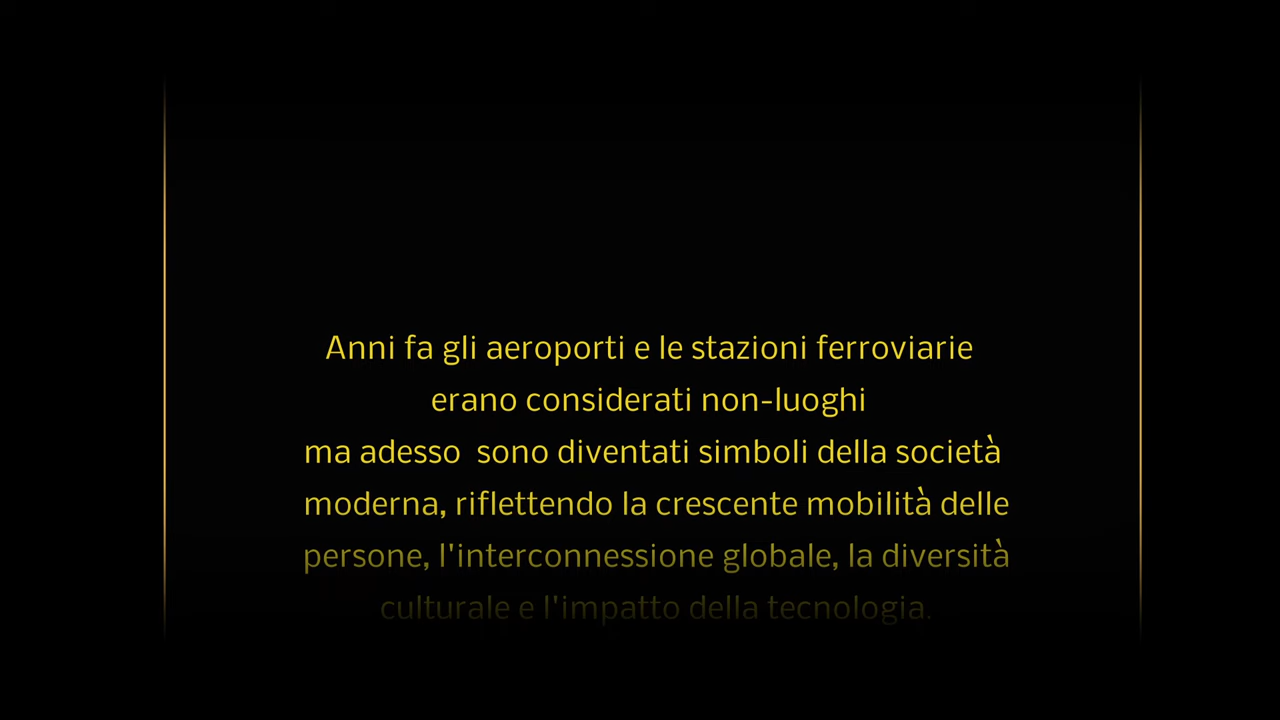 Anni fa gli aeroporti e le stazioni ferroviarie
erano considerati non-luoghi
ma adesso  sono diventati simboli della società
moderna, riflettendo la crescente mobilità delle
persone, l'interconnessione globale, la diversità
culturale e l'impatto della tecnologia.